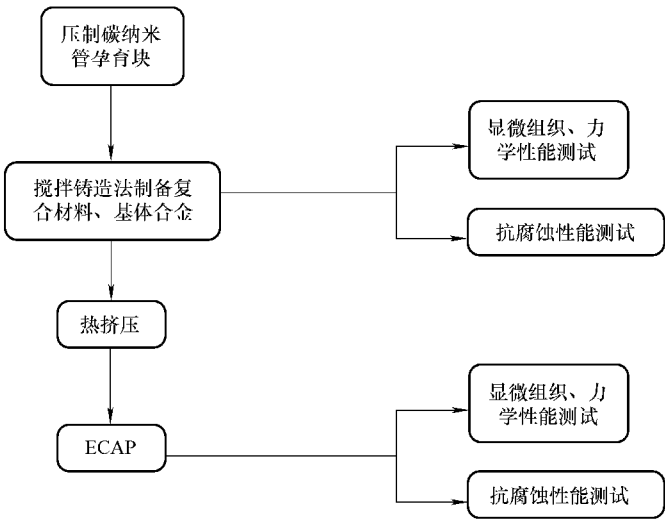 压制碳纳米
管孕育块
显微组织、力
学性能测试
搅拌铸造法制备复
合材料、基体合金
抗腐蚀性能测试
热挤压
显微组织、力
学性能测试
ECAP
抗腐蚀性能测试